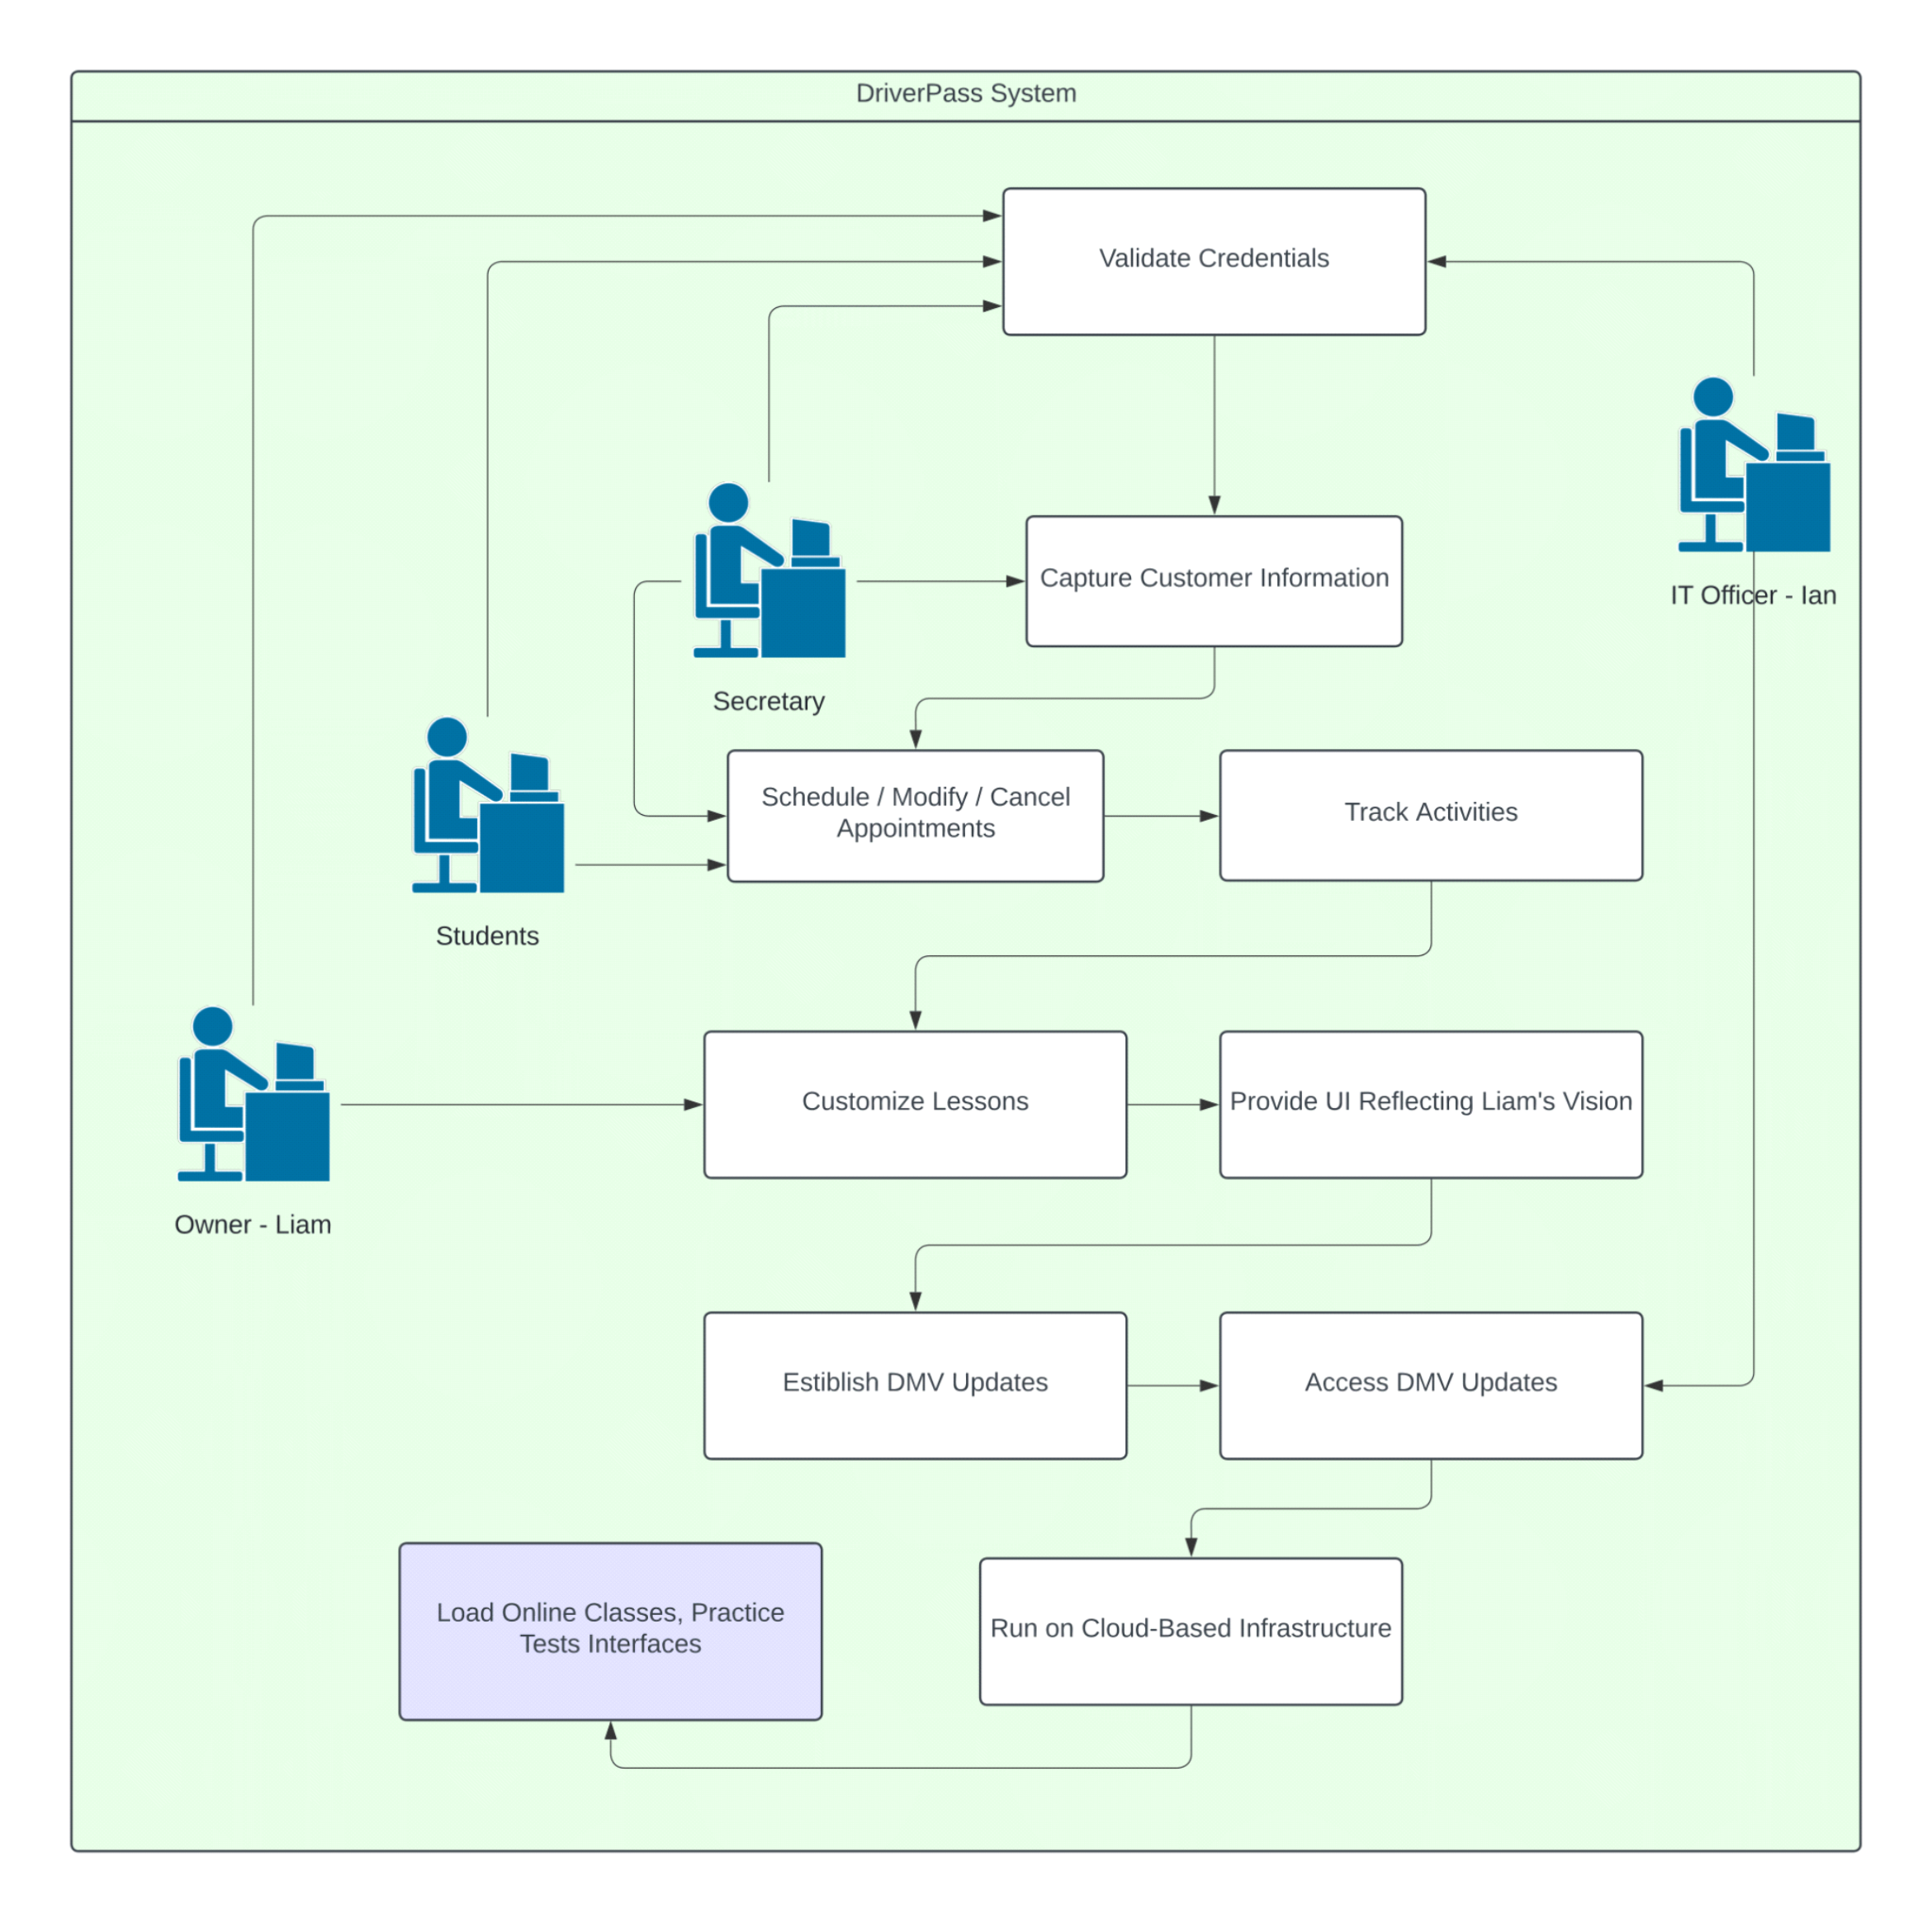 DriverPass System
Validate Credentials
Capture Customer Information
IT Officer - Ian
Secretary
Schedule / Modify / Cancel
Appointments
Track Activities
Students
Customize Lessons
Provide UI Reflecting Liam's Vision
Owner - Liam
Estiblish DMV Updates
Access DMV Updates
Load Online Classes, Practice
Tests Interfaces
Run on Cloud-Based Infrastructure